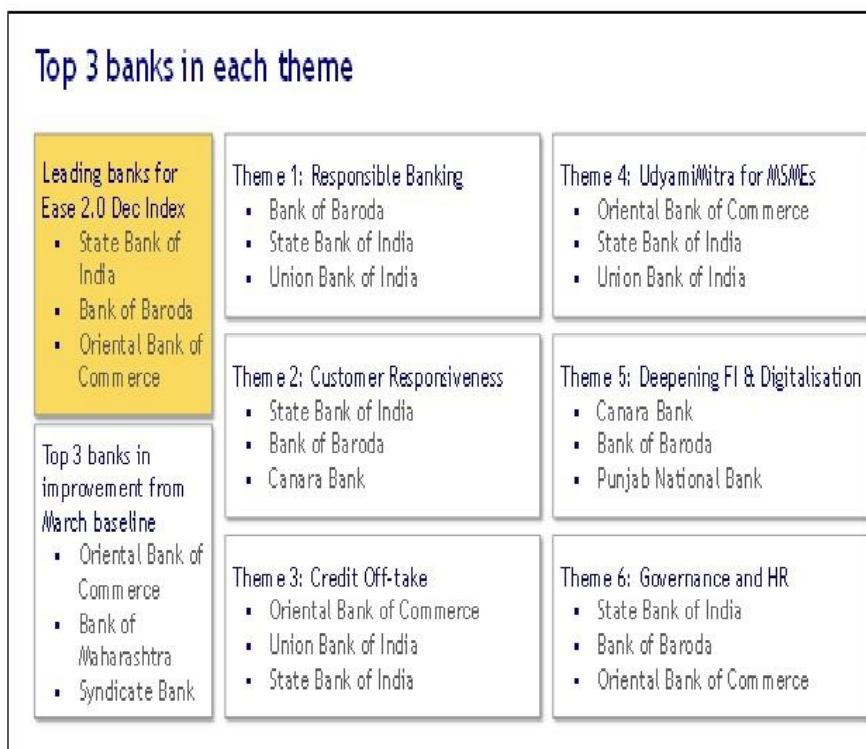 Top 3 banks in each theme
Leading banks for
Ease 2.0 Dec Index
▪ State Bank of
India
▪ Bank of Baroda
▪ Oriental Bank of
Commerce
Top 3 banks in
improvement from
March baseline
▪ Oriental Bank of
Commerce
▪ Bank of
Maharashtra
▪ Syndicate Bank
Theme 1: Responsible Banking
▪ Bank of Baroda
▪ State Bank of India
▪ Union Bank of India
Theme 2: Customer Responsiveness
▪ State Bank of India
▪ Bank of Baroda
▪ Canara Bank
Theme 3: Credit Off-take
▪ Oriental Bank of Commerce
▪ Union Bank of India
▪ State Bank of India
Theme 4: UdyamiMitra for MSMEs
▪ Oriental Bank of Commerce
▪ State Bank of India
▪ Union Bank of India
Theme 5: Deepening FI & Digitalisation
▪ Canara Bank
▪ Bank of Baroda
▪ Punjab National Bank
Theme 6: Governance and HR
▪ State Bank of India
▪ Bank of Baroda
▪ Oriental Bank of Commerce